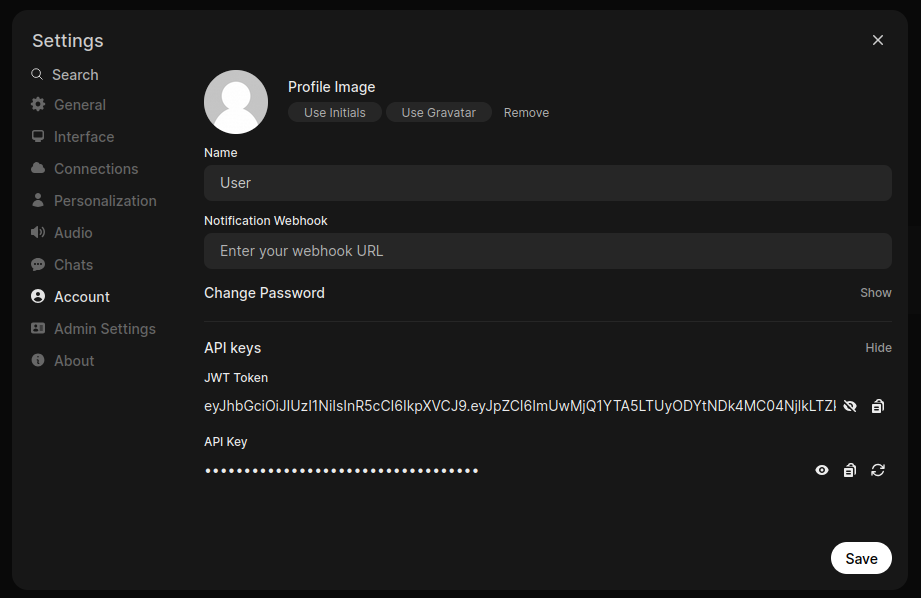 Settings
Search
General
Interface
Connections
Personalization
Audio
Chats
Account
Admin Settings
About
Profile Image
Use Initials
Use Gravatar
Remove
Name
User
Notification Webhook
Enter your webhook URL
Change Password
Show
API keys
Hide
JWT Token
API Key
••••••••••••••••••••••••••••••••••
Save